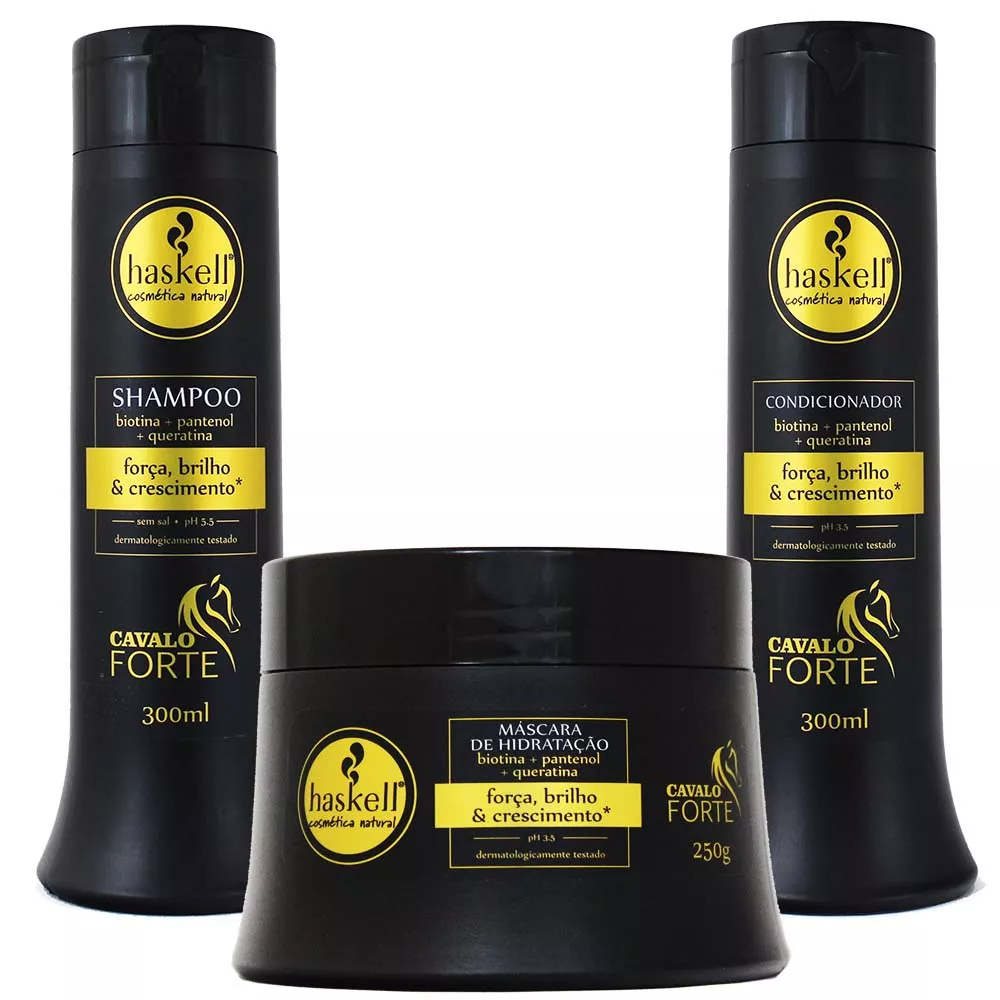 haskell®
cosmética natural
SHAMPOO
biotina + pantenol
+ queratina
força, brilho
& crescimento*
sem sal • pH 5.5
dermatologicamente testado
CAVALO
FORTE
300ml
haskell®
cosmética natural
CONDICIONADOR
biotina + pantenol
+ queratina
força, brilho
& crescimento*
pH 3.5
dermatologicamente testado
CAVALO
FORTE
300ml
haskell®
cosmética natural
MÁSCARA
DE HIDRATAÇÃO
biotina + pantenol
+ queratina
força, brilho
& crescimento*
pH 3.5
dermatologicamente testado
CAVALO
FORTE
250g